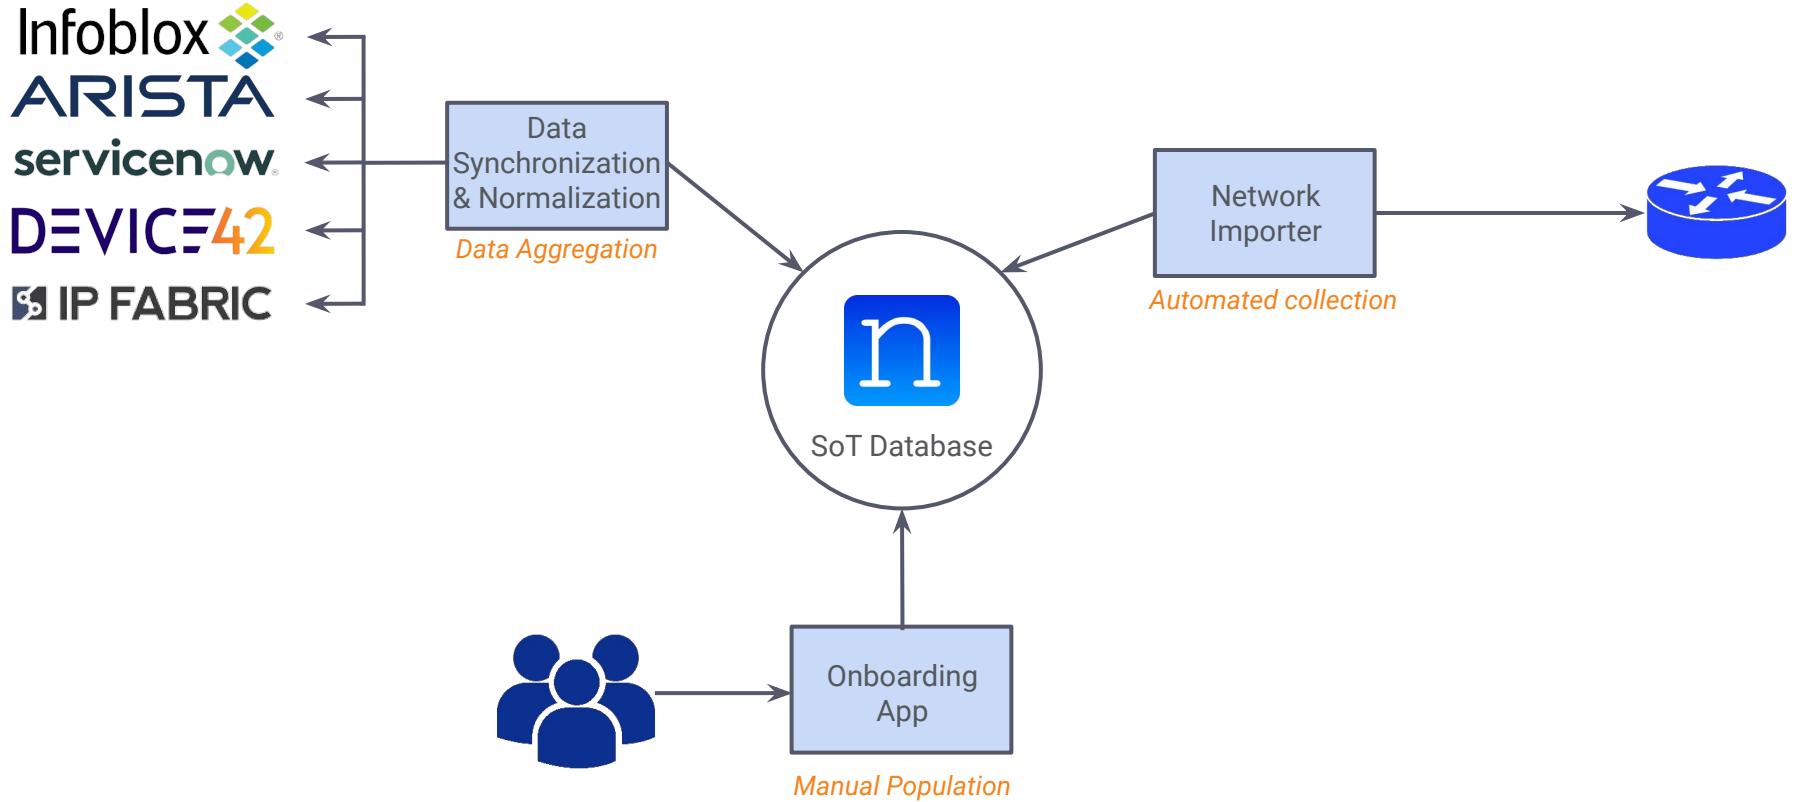 Infoblox ®
ARISTA
servicenow®
DEVICE42
IP FABRIC
Data
Synchronization
& Normalization
Data Aggregation
Network
Importer
Automated collection
n
SoT Database
Onboarding
App
Manual Population